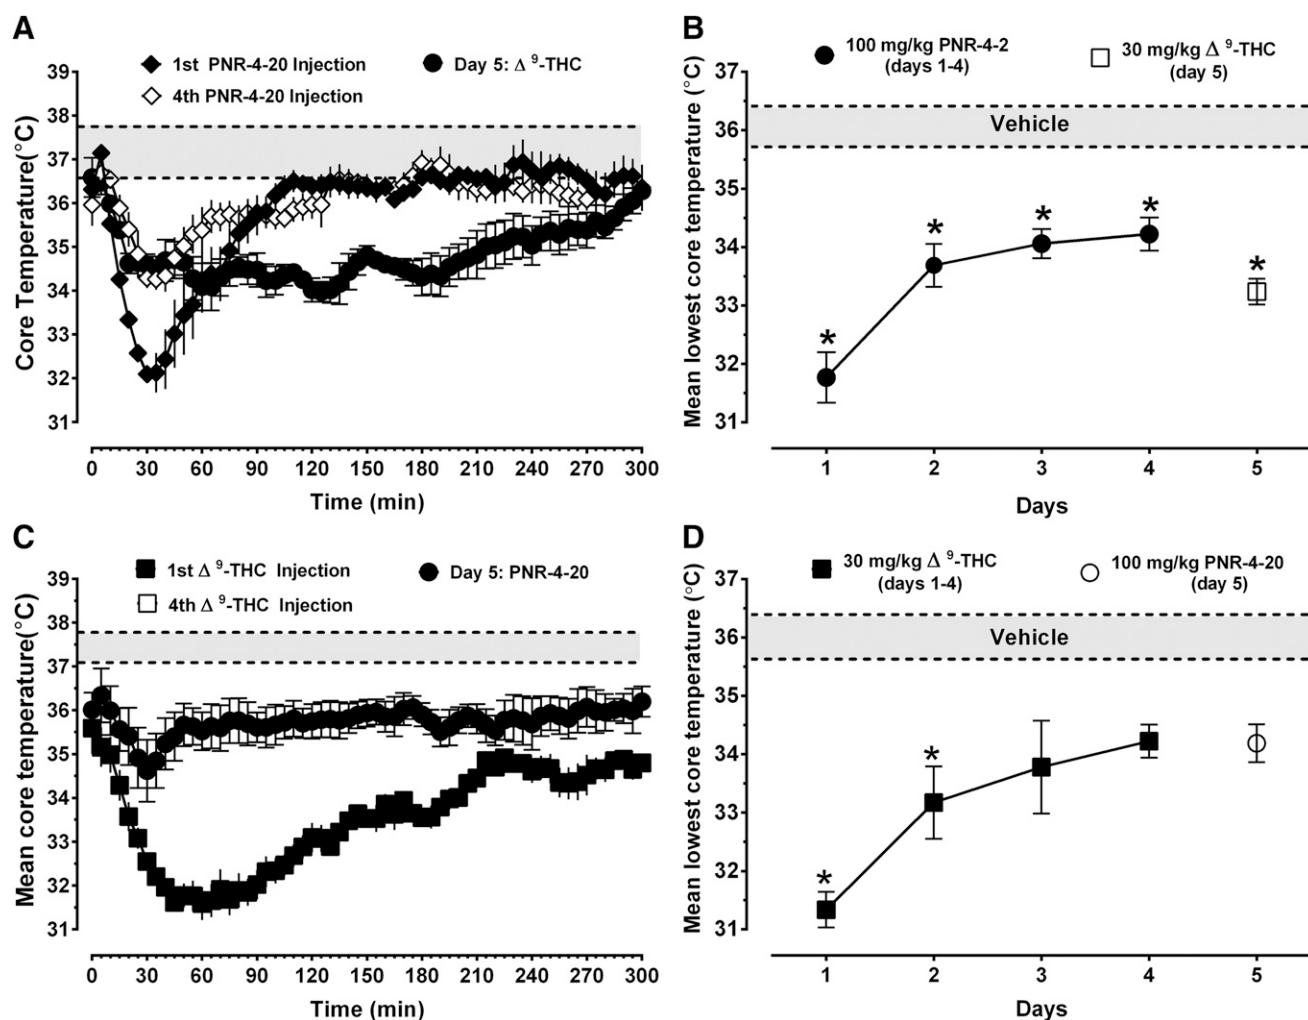 A
1st PNR-4-20 Injection
Day 5: Δ ⁹-THC
4th PNR-4-20 Injection
Core Temperature(°C)
39
38
37
36
35
34
33
32
31
0 30 60 90 120 150 180 210 240 270 300
Time (min)
B
100 mg/kg PNR-4-2
(days 1-4)
30 mg/kg Δ ⁹-THC
(day 5)
Mean lowest core temperature (°C)
37
36
35
34
33
32
31
Vehicle
* * * * *
1 2 3 4 5
Days
C
1st Δ ⁹-THC Injection
Day 5: PNR-4-20
4th Δ ⁹-THC Injection
Mean core temperature(°C)
39
38
37
36
35
34
33
32
31
0 30 60 90 120 150 180 210 240 270 300
Time (min)
D
30 mg/kg Δ ⁹-THC
(days 1-4)
100 mg/kg PNR-4-20
(day 5)
Mean lowest core temperature (°C)
37
36
35
34
33
32
31
Vehicle
* *
1 2 3 4 5
Days